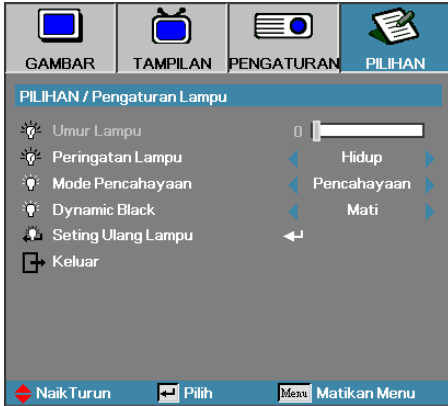 GAMBAR TAMPILAN PENGATURAN PILIHAN
PILIHAN / Pengaturan Lampu
Umur Lampu 0
Peringatan Lampu Hidup
Mode Pencahayaan Pencahayaan
Dynamic Black Mati
Seting Ulang Lampu
Keluar
NaikTurun Pilih Menu Matikan Menu